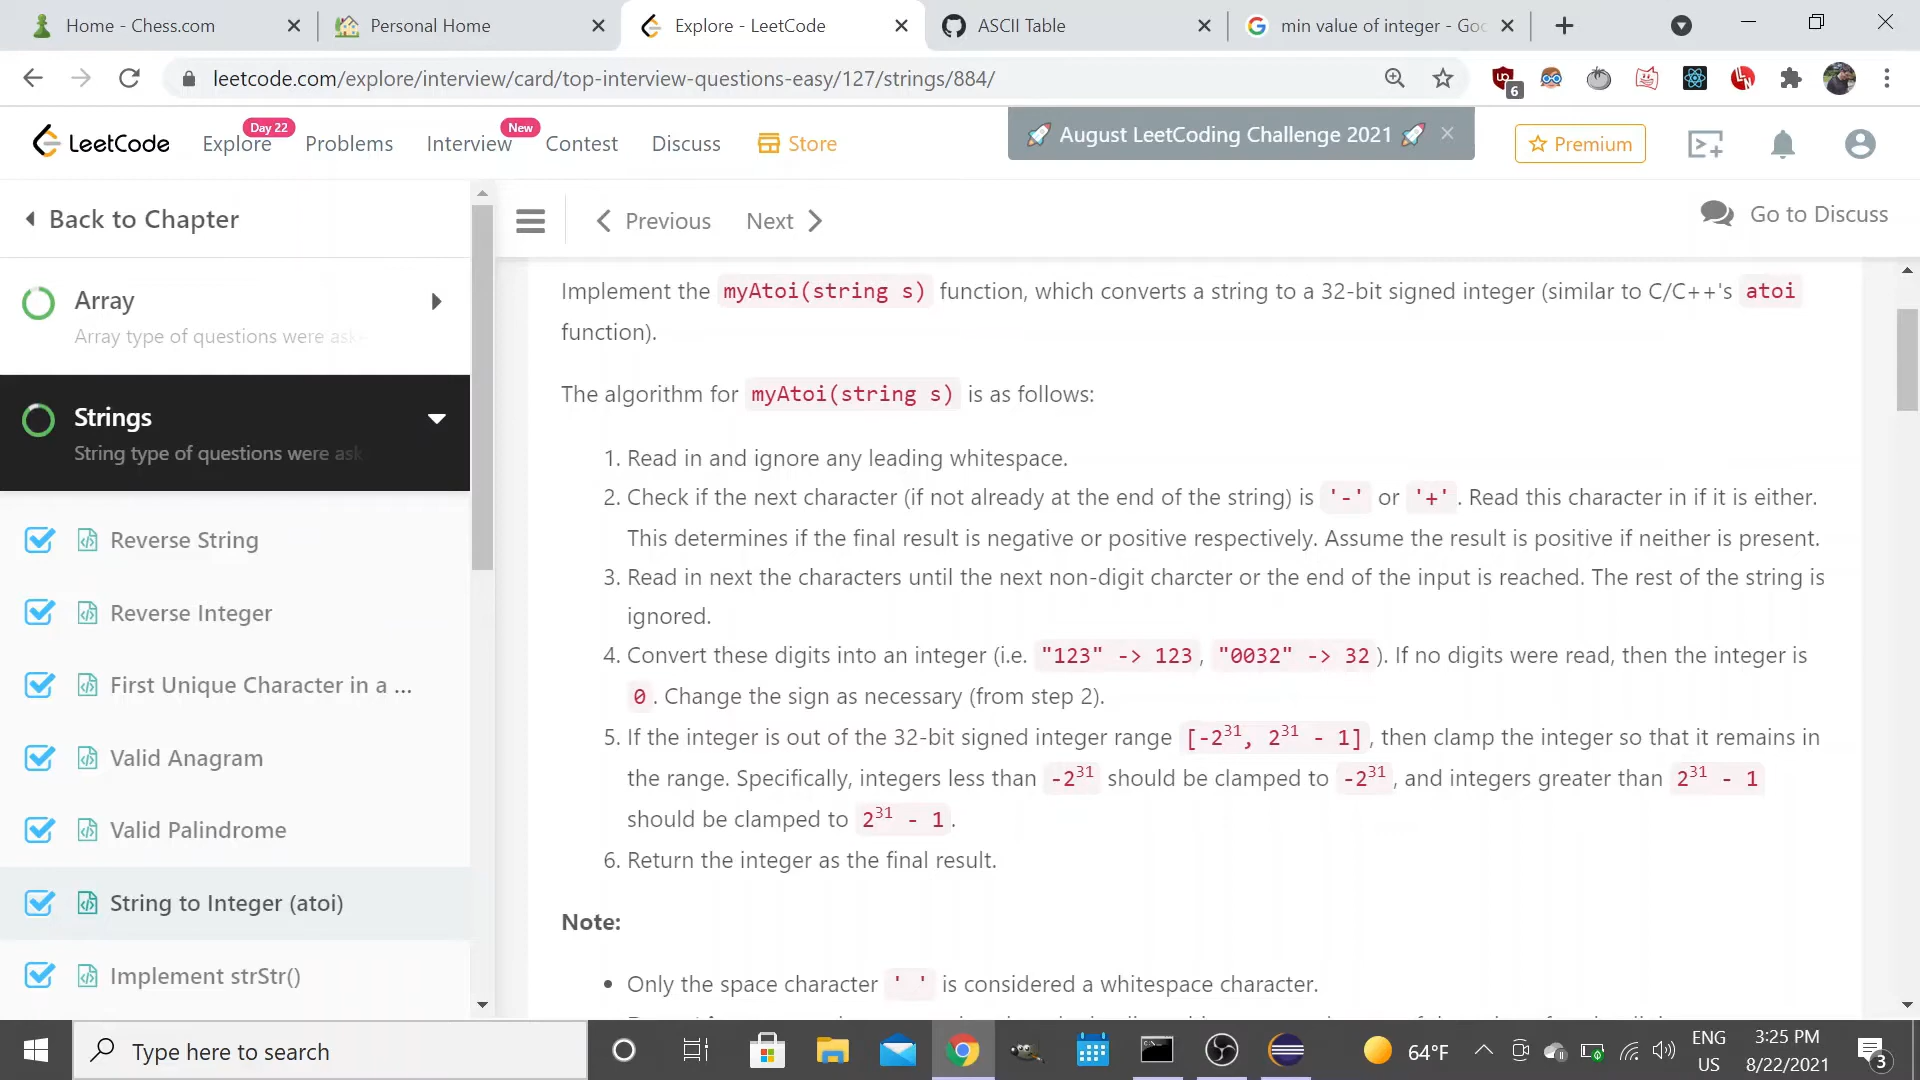 Home - Chess.com
Personal Home
Explore - LeetCode
ASCII Table
min value of integer - Goo
leetcode.com/explore/interview/card/top-interview-questions-easy/127/strings/884/
6
LeetCode
Explore
Day 22
Problems
Interview
New
Contest
Discuss
Store
August LeetCoding Challenge 2021
Premium
Back to Chapter
Previous
Next
Go to Discuss
Array
Array type of questions were ask
Strings
String type of questions were ask
Reverse String
Reverse Integer
First Unique Character in a ...
Valid Anagram
Valid Palindrome
String to Integer (atoi)
Implement strStr()
Implement the myAtoi(string s) function, which converts a string to a 32-bit signed integer (similar to C/C++'s atoi
function).
The algorithm for myAtoi(string s) is as follows:
1. Read in and ignore any leading whitespace.
2. Check if the next character (if not already at the end of the string) is '-' or '+'. Read this character in if it is either.
This determines if the final result is negative or positive respectively. Assume the result is positive if neither is present.
3. Read in next the characters until the next non-digit charcter or the end of the input is reached. The rest of the string is
ignored.
4. Convert these digits into an integer (i.e. "123" -> 123, "0032" -> 32). If no digits were read, then the integer is
0. Change the sign as necessary (from step 2).
5. If the integer is out of the 32-bit signed integer range [-2³¹, 2³¹ - 1], then clamp the integer so that it remains in
the range. Specifically, integers less than -2³¹ should be clamped to -2³¹, and integers greater than 2³¹ - 1
should be clamped to 2³¹ - 1.
6. Return the integer as the final result.
Note:
• Only the space character ' ' is considered a whitespace character.
Type here to search
64°F
ENG
US
3:25 PM
8/22/2021
3